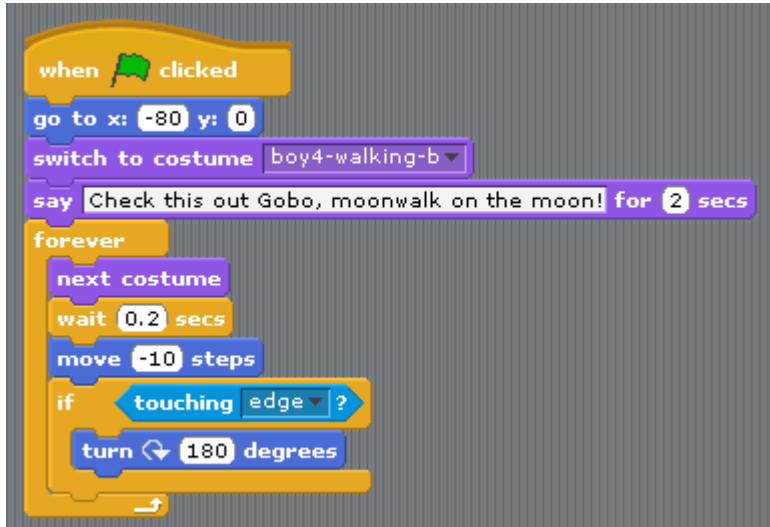 when clicked
go to x: -80 y: 0
switch to costume boy4-walking-b
say Check this out Gobo, moonwalk on the moon! for 2 secs
forever
next costume
wait 0.2 secs
move -10 steps
if touching edge ?
turn 180 degrees